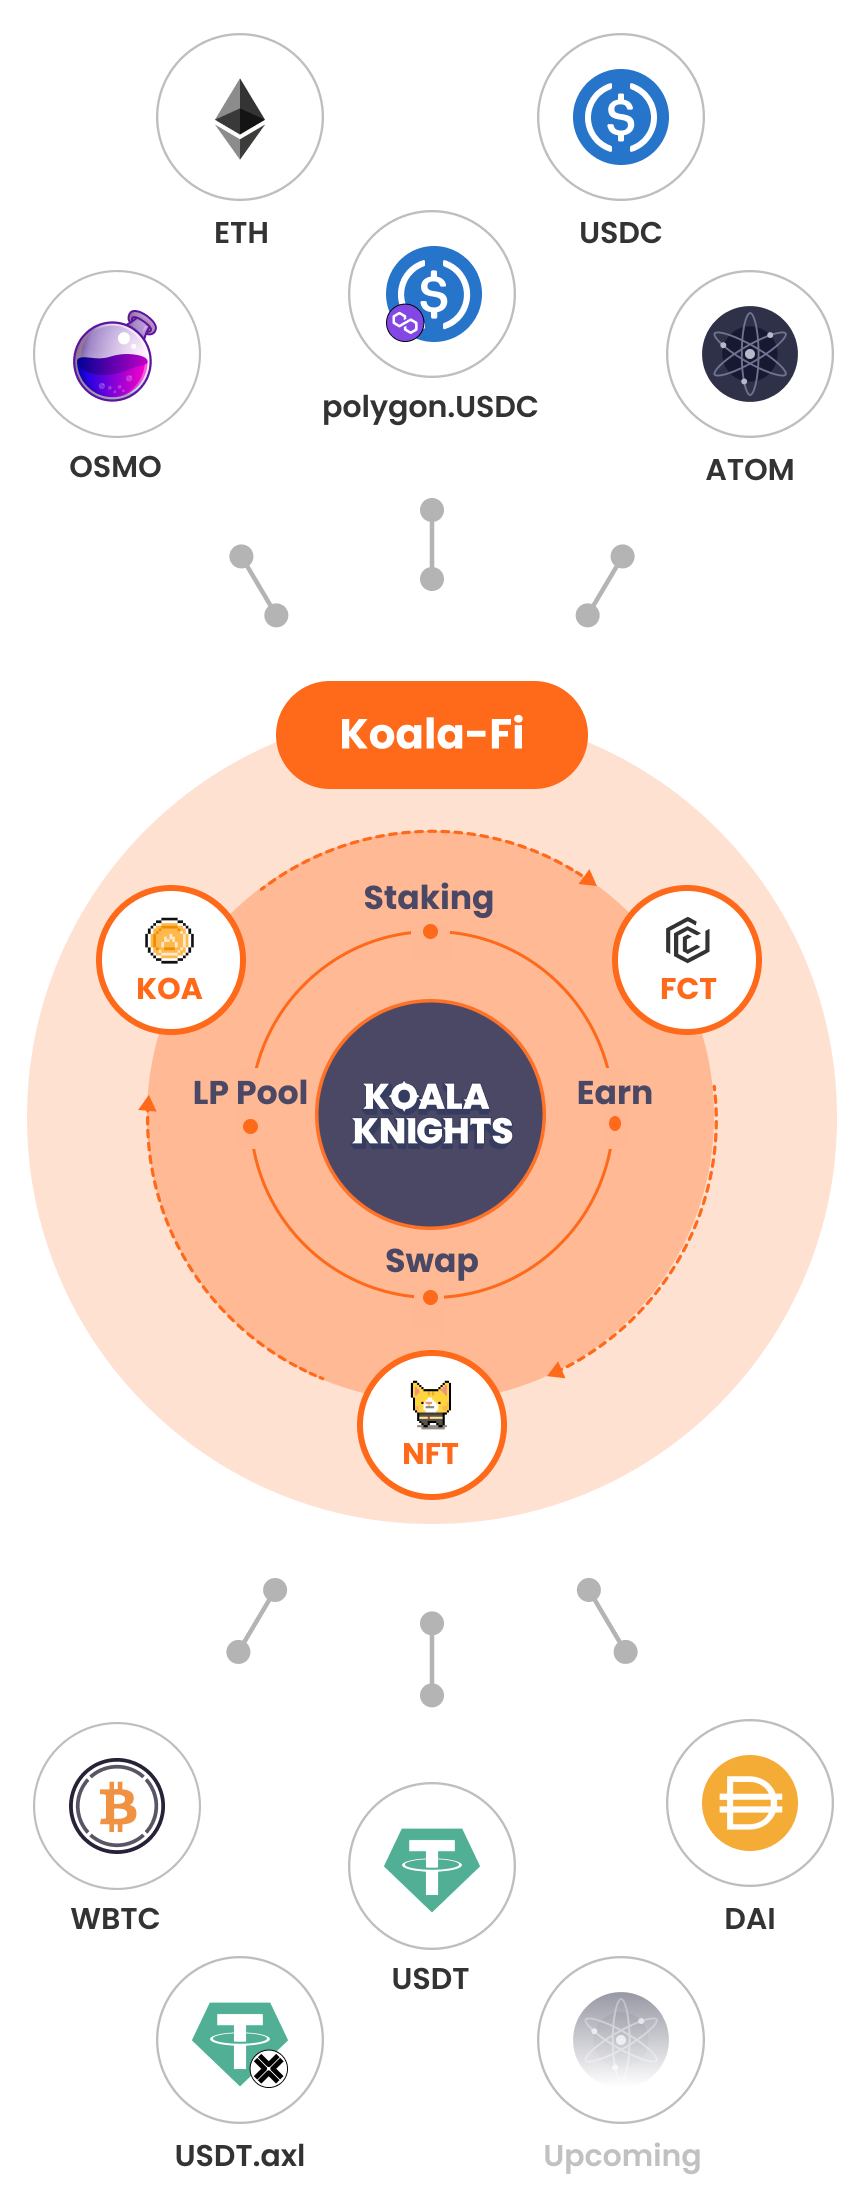 ETH
USDC
polygon.USDC
OSMO
ATOM
Koala-Fi
Staking
KOA
FCT
LP Pool
KOALA
KNIGHTS
Earn
Swap
NFT
WBTC
DAI
USDT
USDT.axl
Upcoming